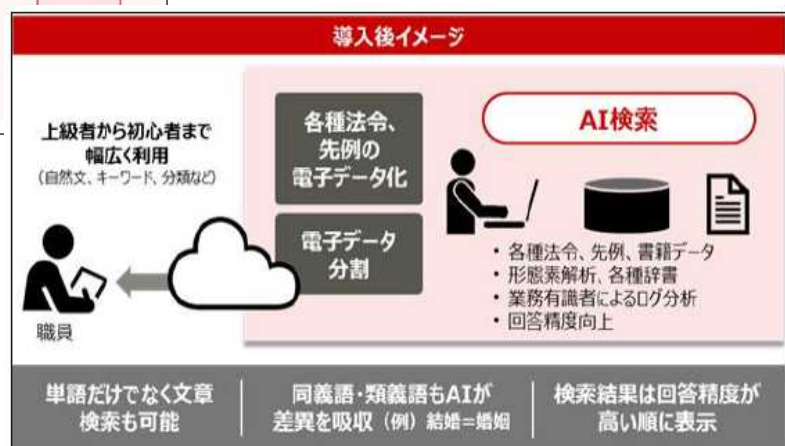 導入後イメージ
上級者から初心者まで
幅広く利用
(自然文、キーワード、分類など)
職員
各種法令、
先例の
電子データ化
電子データ
分割
AI検索
・各種法令、先例、書籍データ
・形態素解析、各種辞書
・業務有識者によるログ分析
・回答精度向上
単語だけでなく文章
検索も可能
同義語・類義語もAIが
差異を吸収 (例) 結婚=婚姻
検索結果は回答精度が
高い順に表示